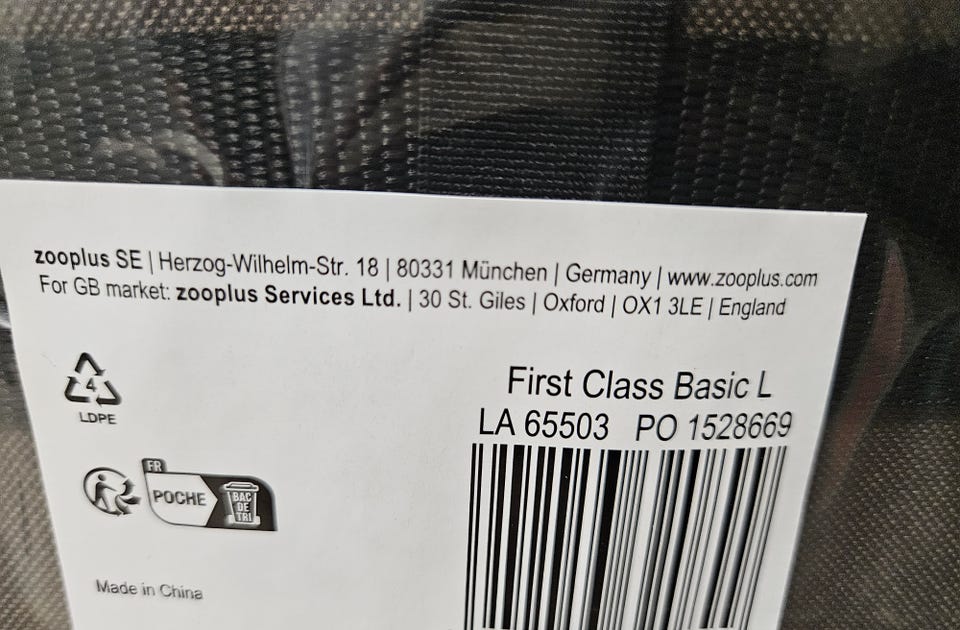 zooplus SE | Herzog-Wilhelm-Str. 18 | 80331 München | Germany | www.zooplus.com
For GB market: zooplus Services Ltd. | 30 St. Giles | Oxford | OX1 3LE | England
First Class Basic L
LA 65503 PO 1528669
4
LDPE
FR
POCHE
BAC
DE
TRI
Made in China